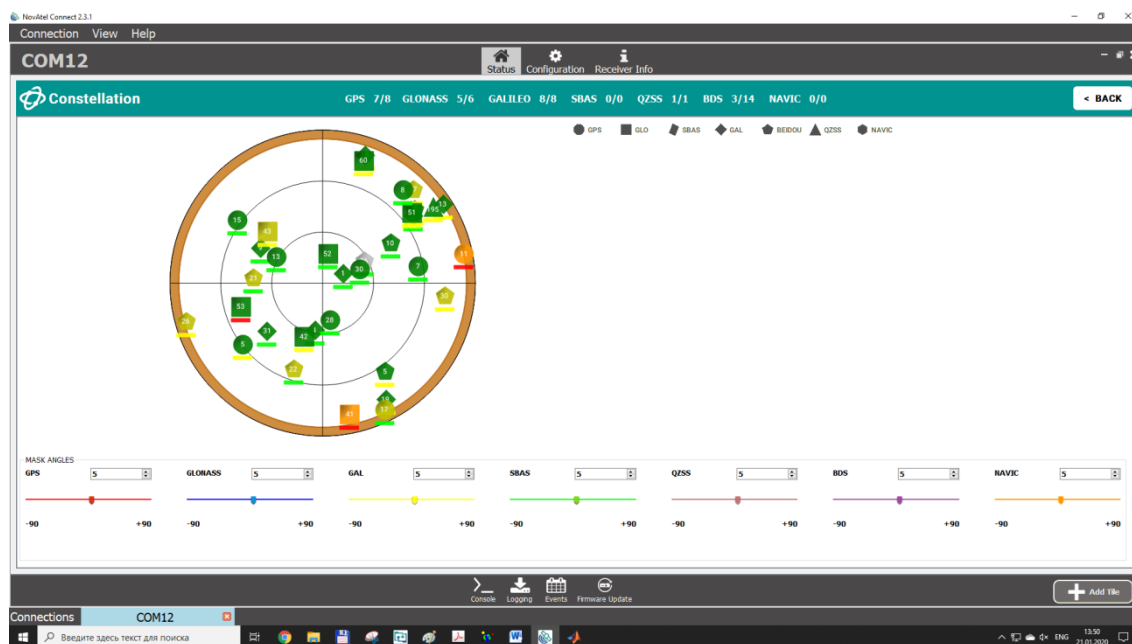 NovAtel Connect 2.3.1
Connection View Help
COM12
Status Configuration Receiver Info
Constellation GPS 7/8 GLONASS 5/6 GALILEO 8/8 SBAS 0/0 QZSS 1/1 BDS 3/14 NAVIC 0/0 < BACK
GPS GLO SBAS GAL BEIDOU QZSS NAVIC
60
8
13
51 195
15
43
10
52 11
13
30 7
1
21
30
53
26 28
31
42
5
22 5
19
41 17
MASK ANGLES
GPS 5 GLONASS 5 GAL 5 SBAS 5 QZSS 5 BDS 5 NAVIC 5
-90 +90 -90 +90 -90 +90 -90 +90 -90 +90 -90 +90 -90 +90
Console Logging Events Firmware Update
Add Tile
Connections COM12
Введите здесь текст для поиска
ENG 13:50
21.01.2020